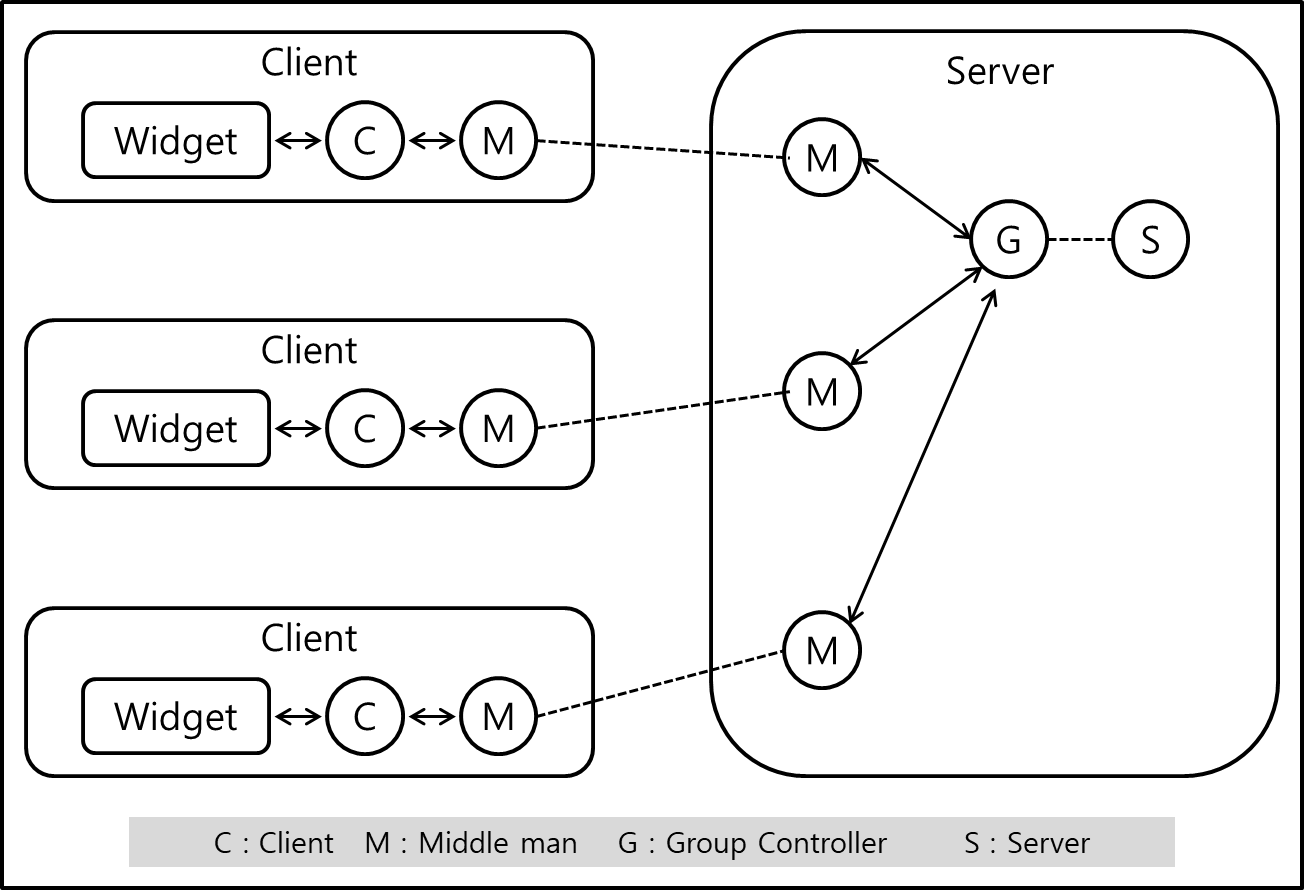 Client
Widget C M
Server
M
G S
Client
Widget C M
M
Client
Widget C M
M
C : Client M : Middle man G : Group Controller S : Server